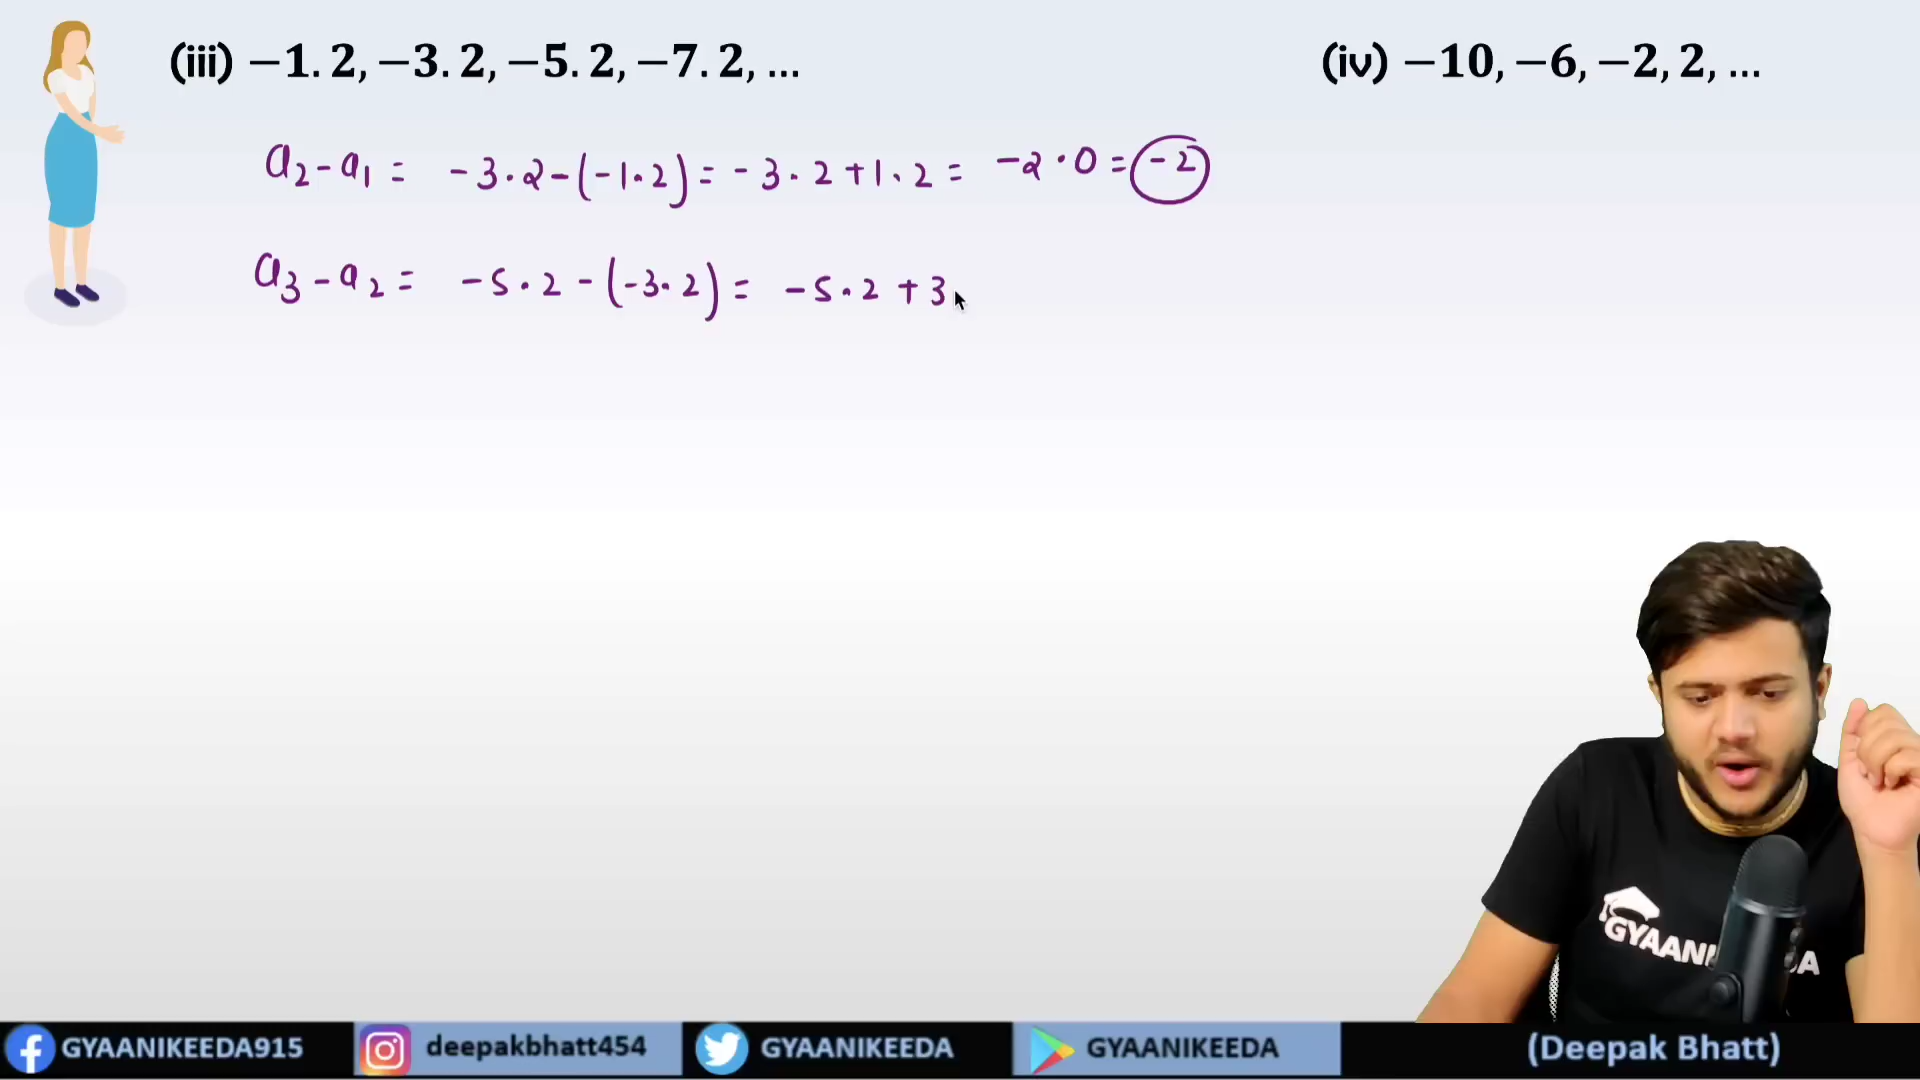 (iii) −1.2, −3.2, −5.2, −7.2, ...
(iv) −10, −6, −2, 2, ...
a₂ - a₁ = -3.2 - (-1.2) = -3.2 + 1.2 = -2.0 = -2
a₃ - a₂ = -5.2 - (-3.2) = -5.2 + 3
GYAANI
DA
GYAANIKEEDA915
deepakbhatt454
GYAANIKEEDA
GYAANIKEEDA
(Deepak Bhatt)